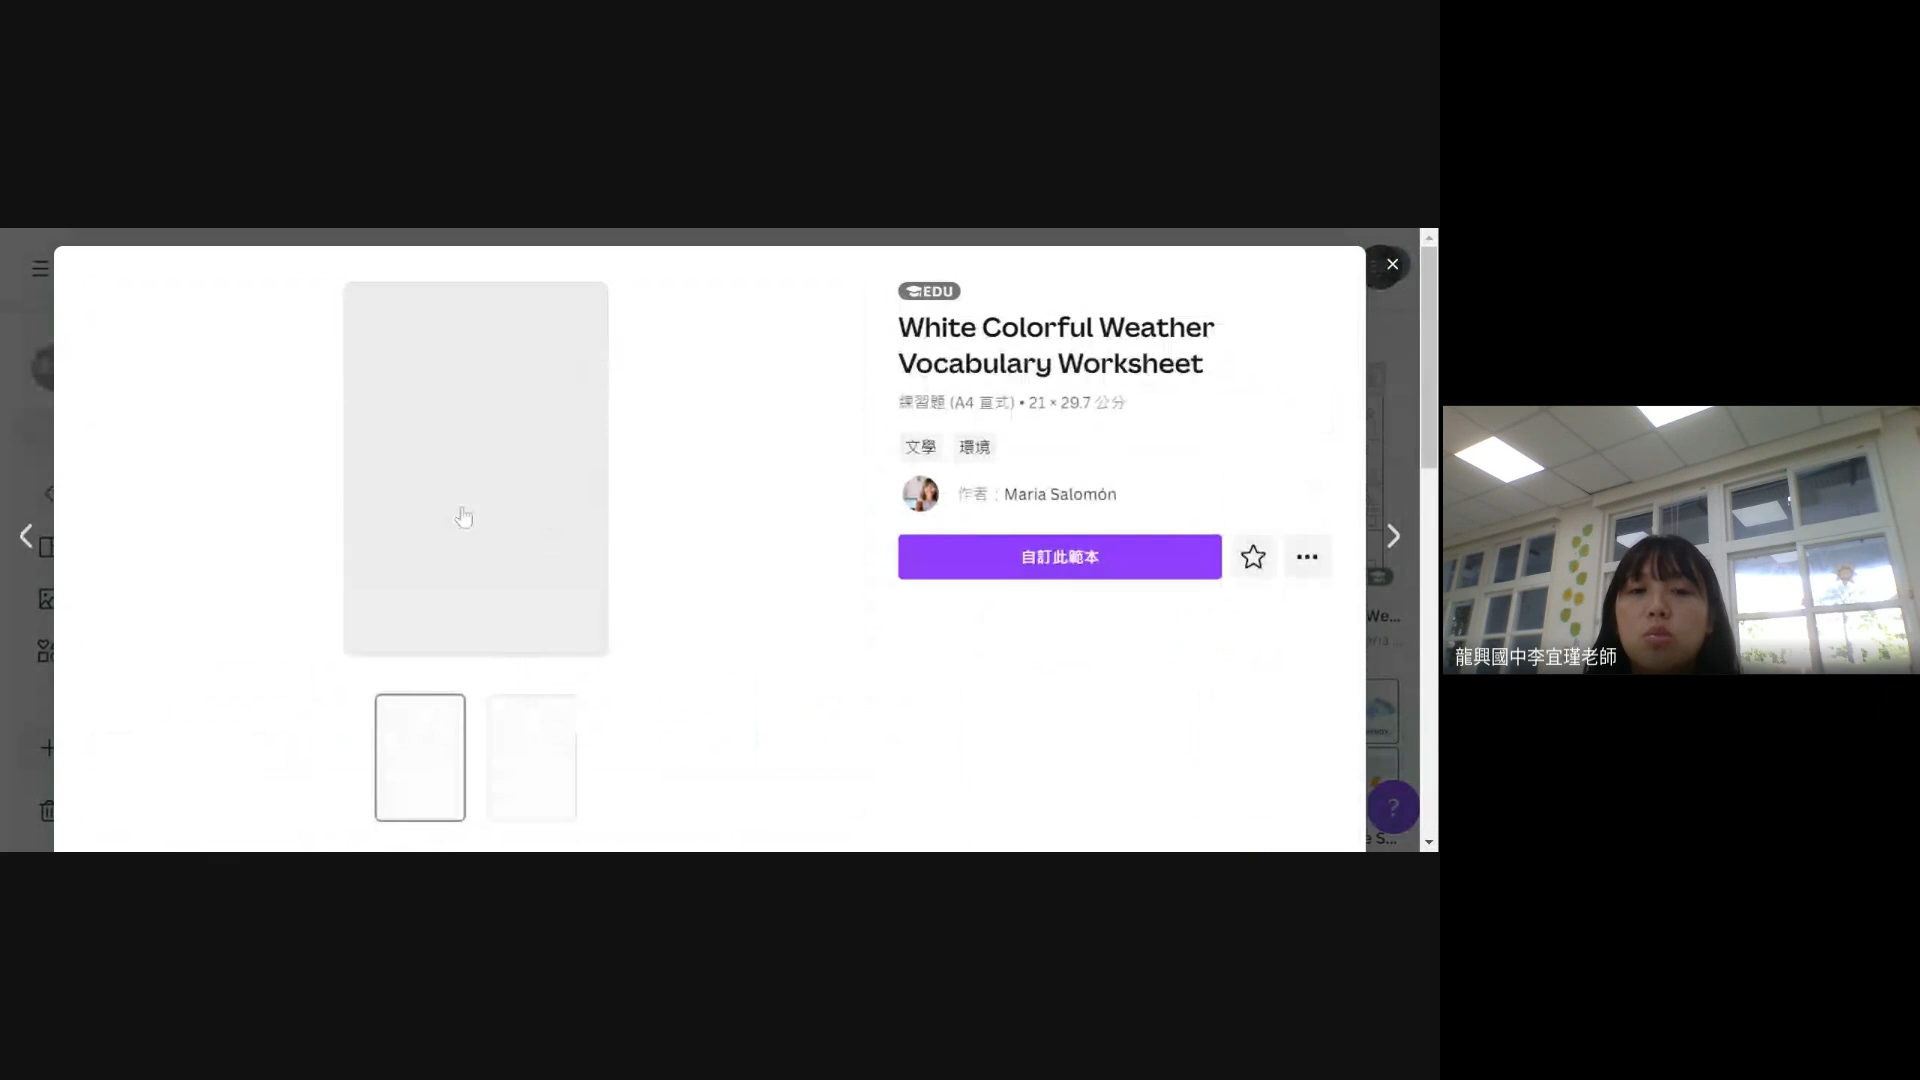 EDU
White Colorful Weather
Vocabulary Worksheet
練習題 (A4 直式) • 21 × 29.7 公分
文學 環境
作者：Maria Salomón
自訂此範本
We...
?
e S...
龍興國中李宜瑾老師